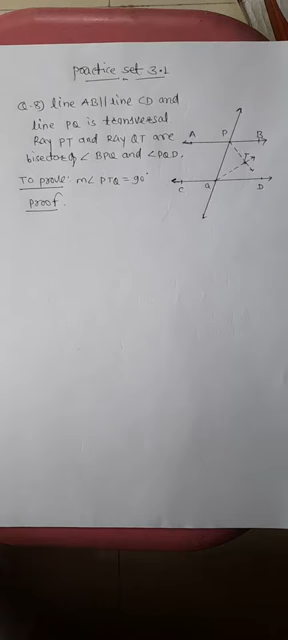 Practice set 3.1
Q-8) line AB || line CD and
line PQ is transversal
Ray PT and Ray QT are
bisector of ∠BPQ and ∠PQD.
TO prove: m∠PTQ = 90°
proof.
A P B
T
C Q D